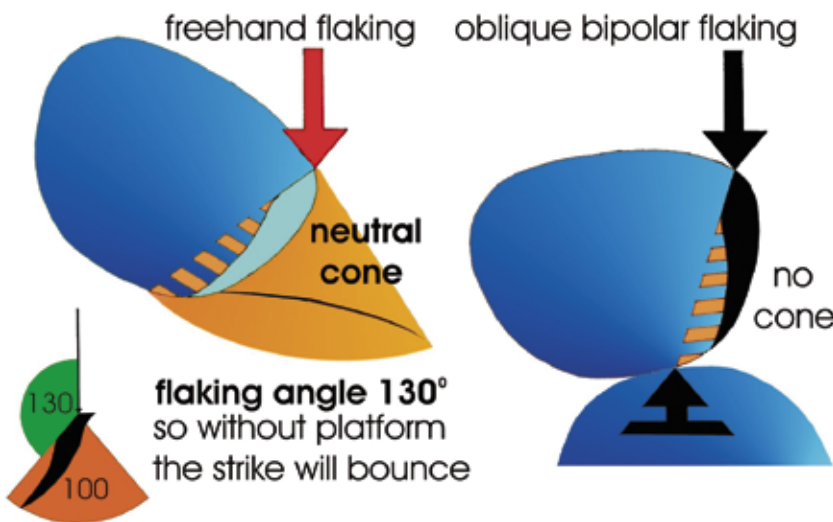 freehand flaking
oblique bipolar flaking
neutral
cone
no
cone
flaking angle 130°
so without platform
the strike will bounce
130
100